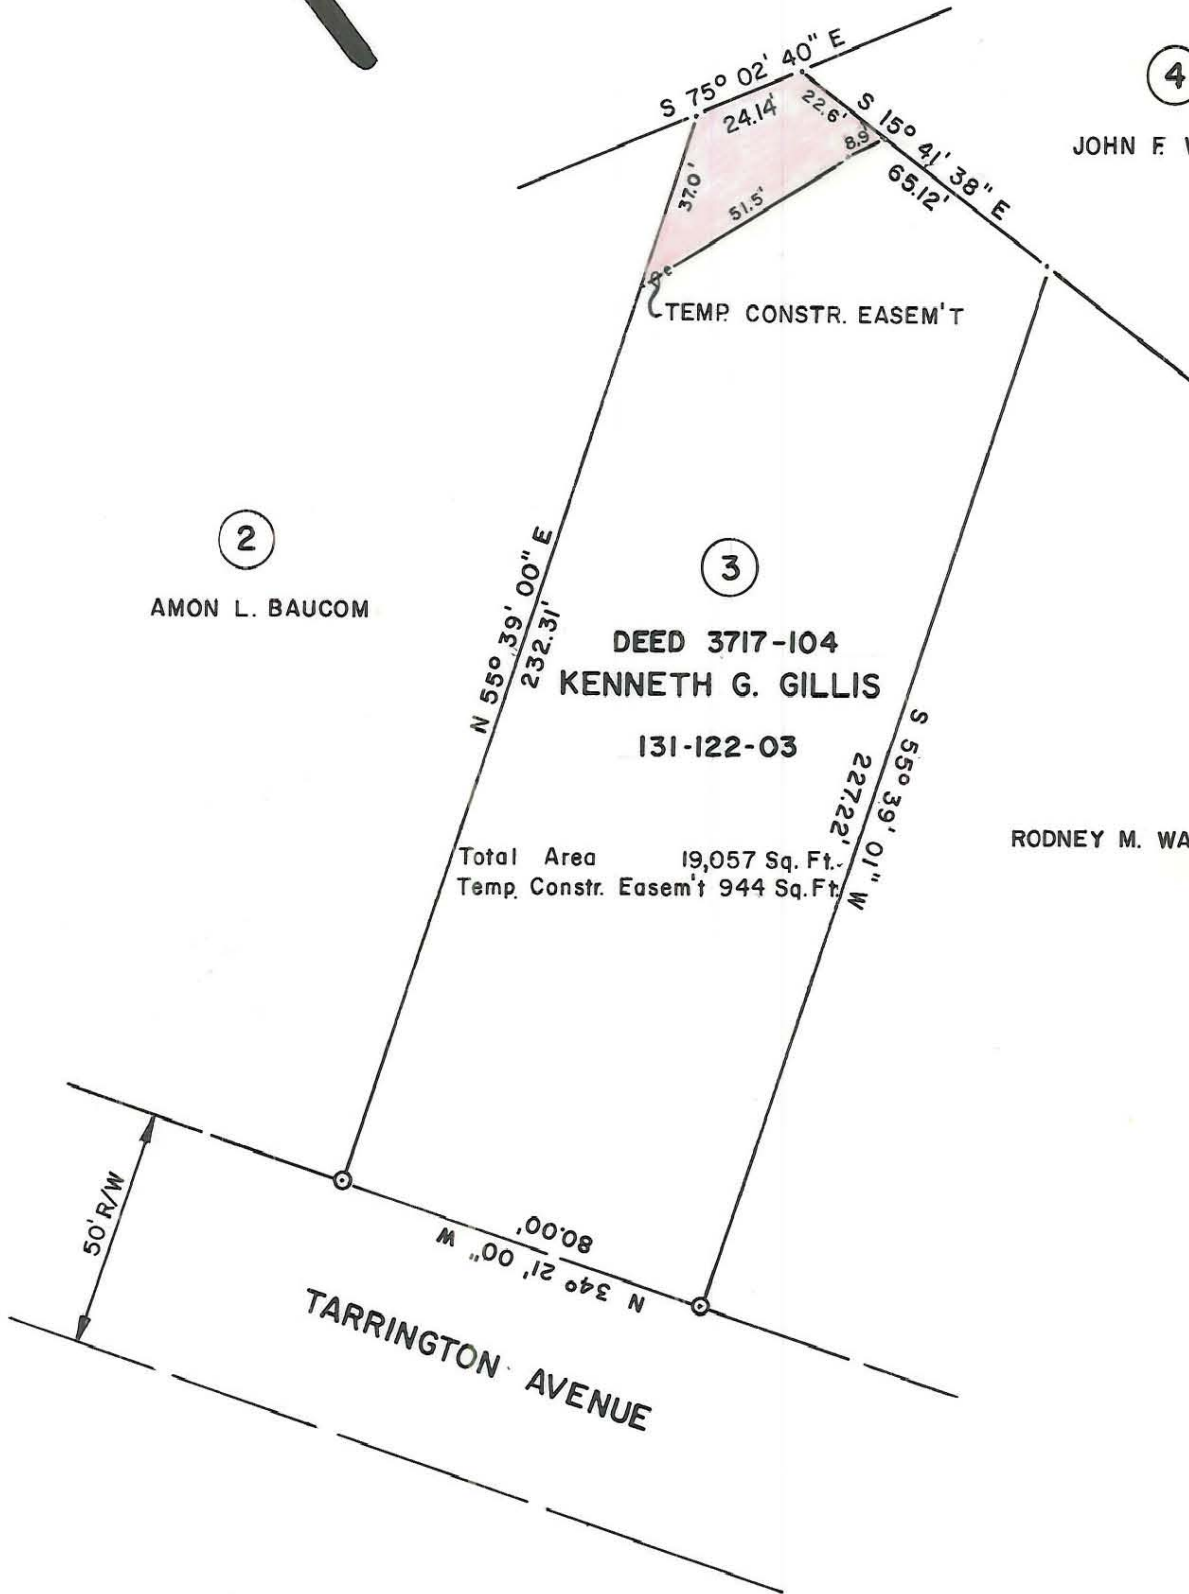 S 75° 02' 40" E
24.14'
22.6'
S 15° 41' 38" E
65.12'
8.9'
37.0'
51.5'
4
JOHN F.
TEMP. CONSTR. EASEM'T
2
AMON L. BAUCOM
N 55° 39' 00" E
232.31'
3
DEED 3717-104
KENNETH G. GILLIS
131-122-03
S 55° 39' 01" W
227.22'
Total Area 19,057 Sq. Ft.
Temp. Constr. Easem't 944 Sq. Ft.
RODNEY M. WA
50' R/W
80.00'
N 34° 21' 00" W
TARRINGTON AVENUE